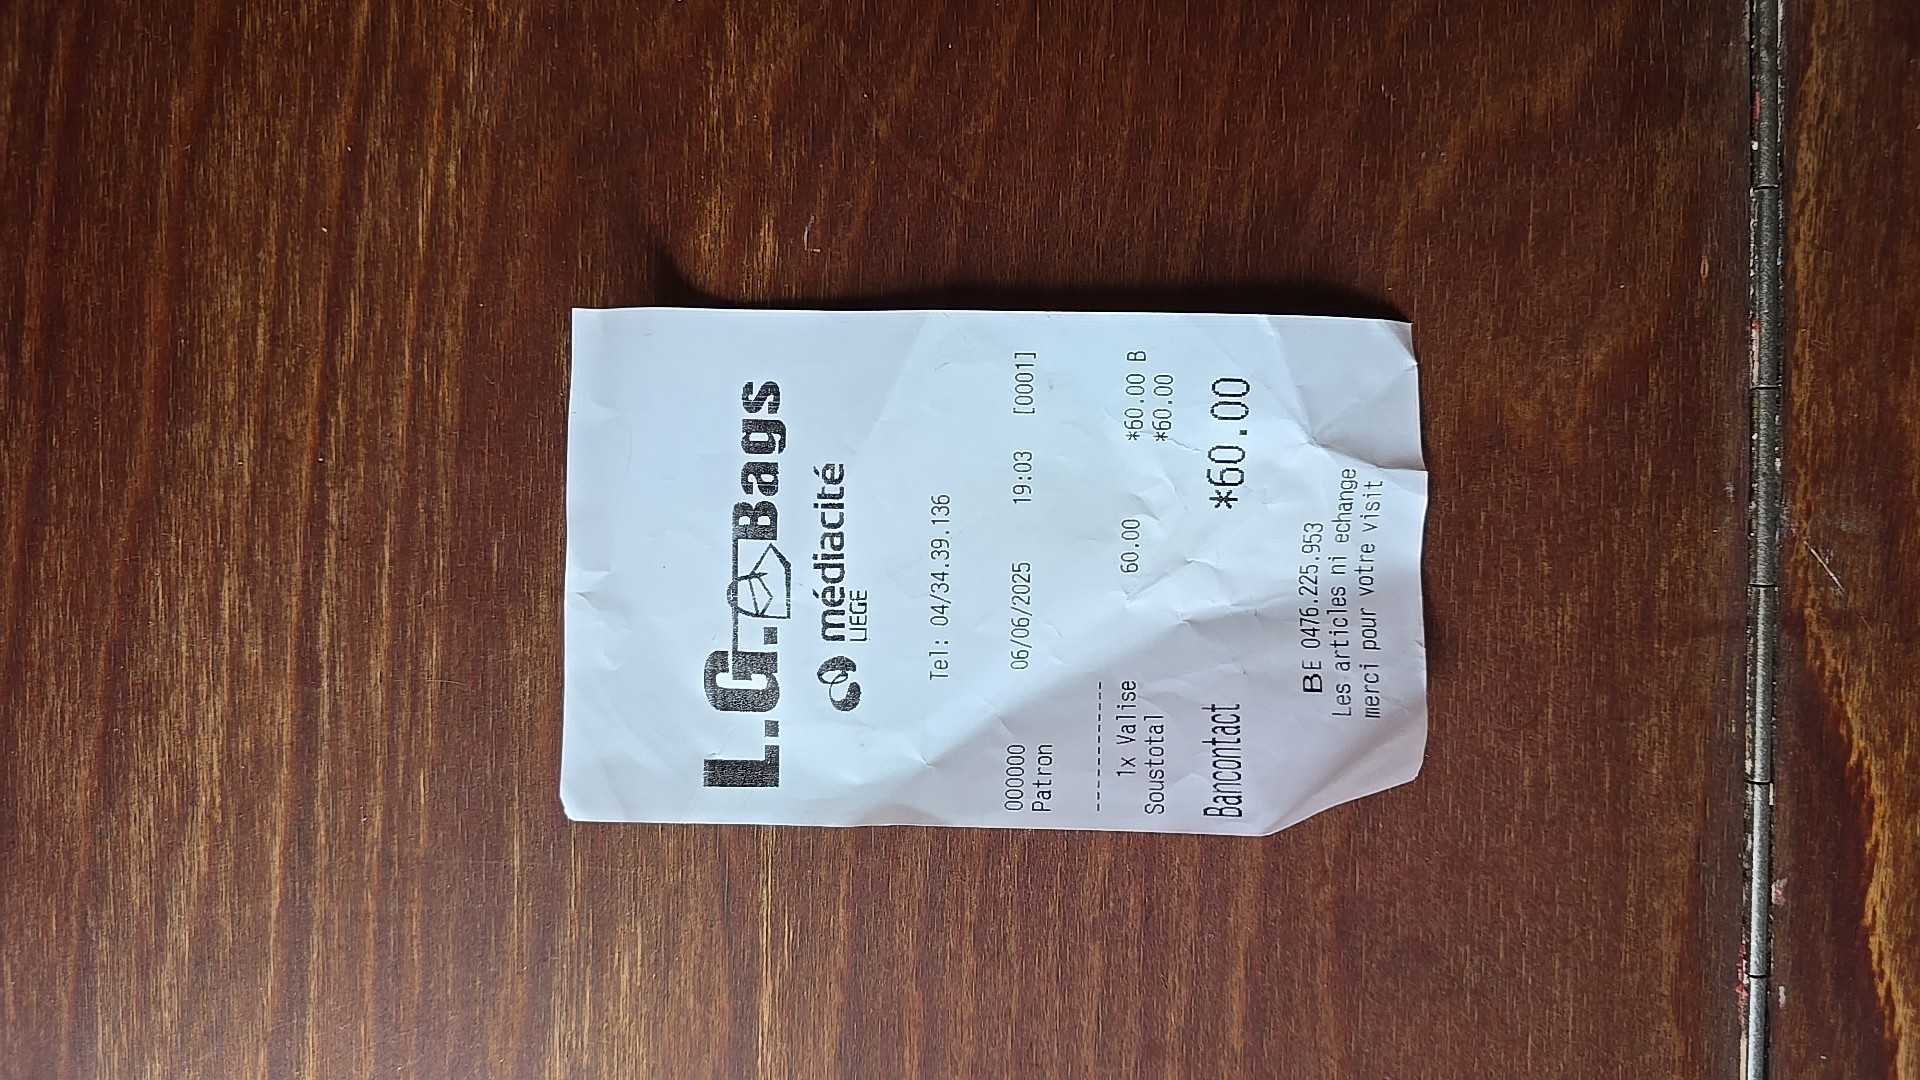 L.G. Bags
médiacité
LIEGE
Tel: 04/34.39.136
000000 06/06/2025 19:03 [0001]
Patron
------------
1x Valise 60.00 *60.00 B
Soustotal *60.00
Bancontact *60.00
BE 0476.225.953
Les articles ni echange
merci pour votre visit